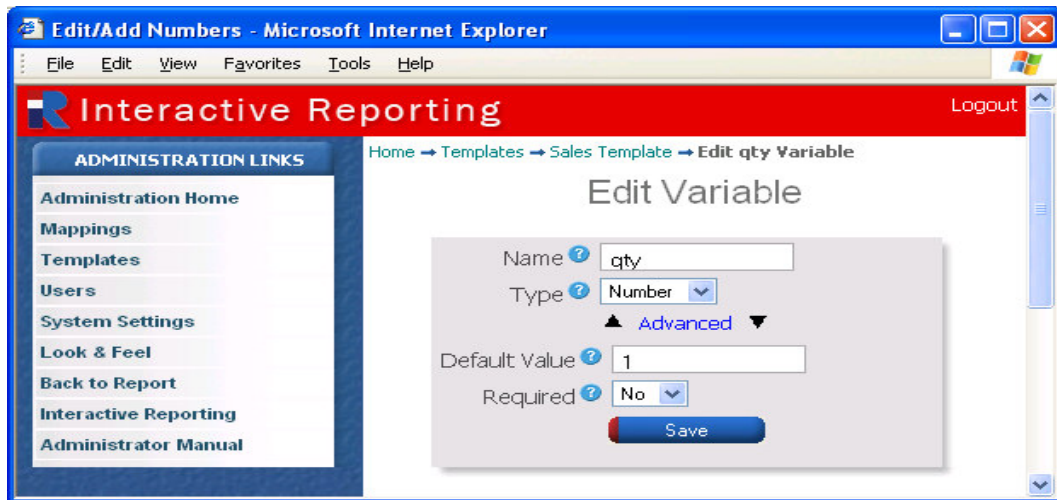 Edit/Add Numbers - Microsoft Internet Explorer
File Edit View Favorites Tools Help
iR Interactive Reporting
Logout
ADMINISTRATION LINKS
Administration Home
Mappings
Templates
Users
System Settings
Look & Feel
Back to Report
Interactive Reporting
Administrator Manual
Home → Templates → Sales Template → Edit qty Variable
Edit Variable
Name ? qty
Type ? Number
▲ Advanced ▼
Default Value ? 1
Required ? No
Save